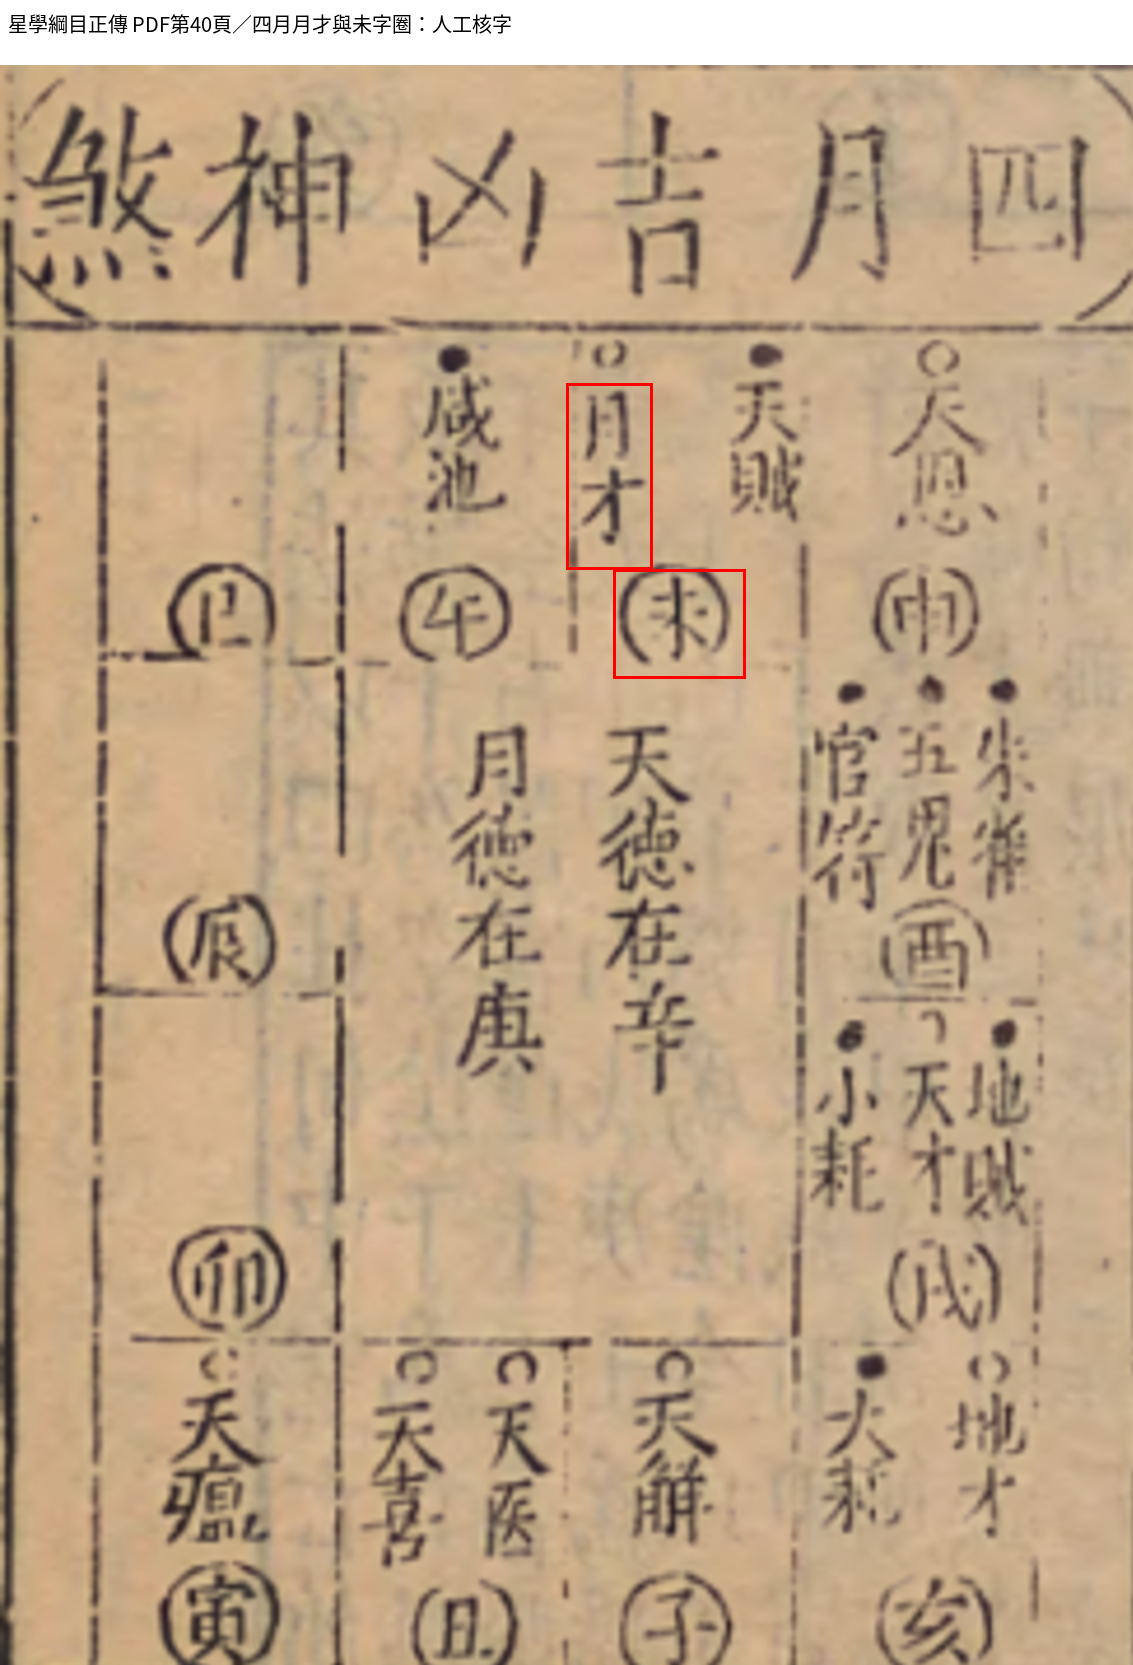 星學綱目正傳 PDF第40頁／四月月才與未字圈：人工核字
四月吉凶神煞
天恩
申
天賊
月才
未
咸池
午
巳
朱雀
五鬼
官符
酉
天德在辛
月德在庚
辰
地賊
天才
小耗
戌
卯
地才
大耗
亥
天解
子
天医
天喜
丑
天瘟
寅